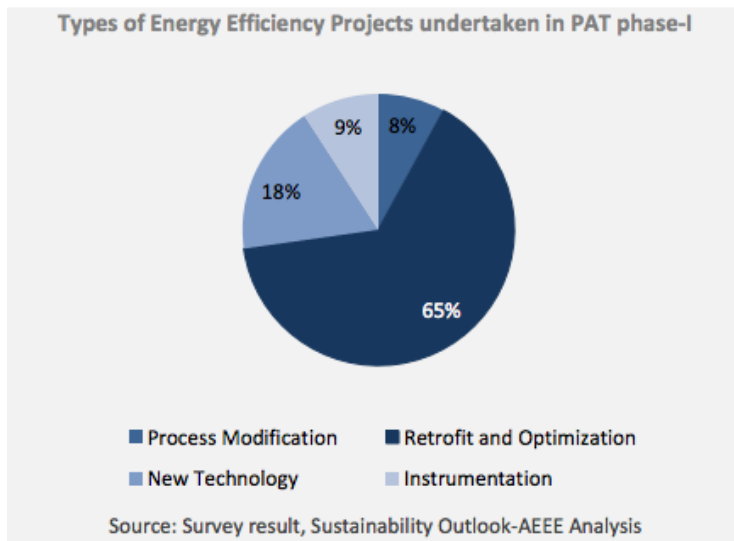 Types of Energy Efficiency Projects undertaken in PAT phase-I
9% 8%
18%
65%
Process Modification Retrofit and Optimization
New Technology Instrumentation
Source: Survey result, Sustainability Outlook-AEEE Analysis